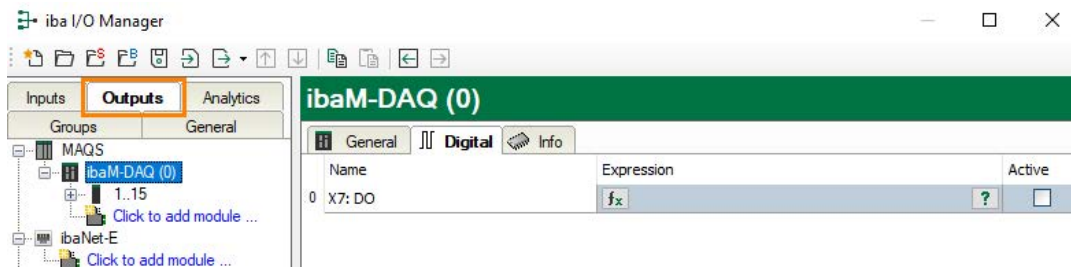 iba I/O Manager
Inputs Outputs Analytics
Groups General
MAQS
ibaM-DAQ (0)
1..15
Click to add module ...
ibaNet-E
Click to add module ...
ibaM-DAQ (0)
General Digital Info
Name Expression Active
0 X7: DO fx ?